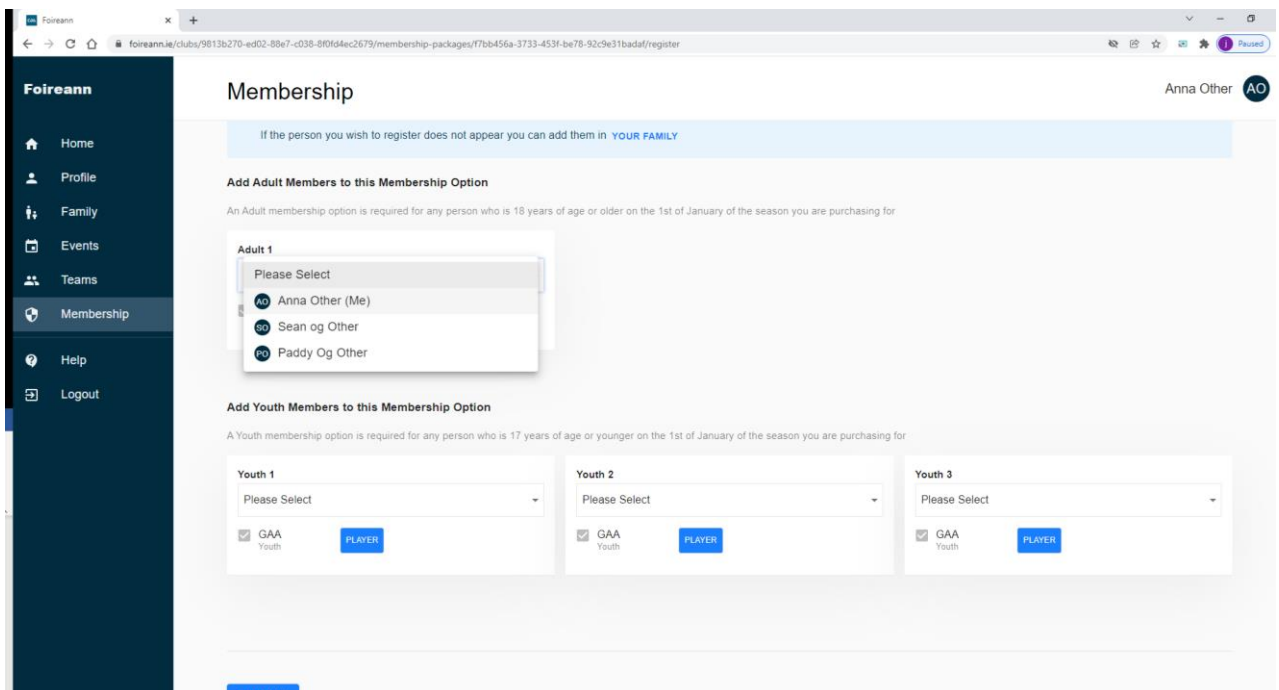 Foireann
foireann.ie/clubs/9813b270-ed02-88e7-c038-8f0fd4ec2679/membership-packages/f7bb456a-3733-453f-be78-92c9e31badaf/register
Paused
Foireann
Membership
Anna Other
AO
If the person you wish to register does not appear you can add them in YOUR FAMILY
Home
Profile
Family
Events
Teams
Membership
Help
Logout
Add Adult Members to this Membership Option
An Adult membership option is required for any person who is 18 years of age or older on the 1st of January of the season you are purchasing for
Adult 1
Please Select
AO Anna Other (Me)
SO Sean og Other
PO Paddy Og Other
Add Youth Members to this Membership Option
A Youth membership option is required for any person who is 17 years of age or younger on the 1st of January of the season you are purchasing for
Youth 1
Please Select
GAA
Youth
PLAYER
Youth 2
Please Select
GAA
Youth
PLAYER
Youth 3
Please Select
GAA
Youth
PLAYER